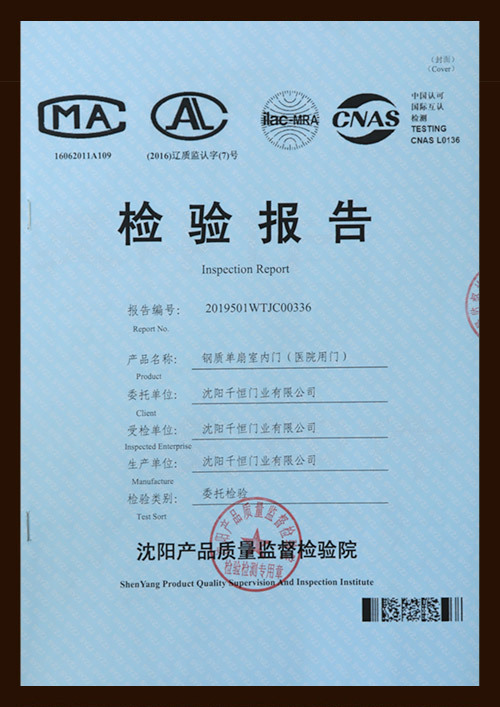 (封面)
(Cover)
CMA
16062011A109
CAL
(2016)辽质监认字(7)号
ilac-MRA
CNAS
中国认可
国际互认
检测
TESTING
CNAS L0136
检验报告
Inspection Report
报告编号: 2019501WTJC00336
Report No.
产品名称: 钢质单扇室内门(医院用门)
Product
委托单位: 沈阳千恒门业有限公司
Client
受检单位: 沈阳千恒门业有限公司
Inspected Enterprise
生产单位: 沈阳千恒门业有限公司
Manufacture
检验类别: 委托检验
Test Sort
沈阳产品质量监督检验院
检验检测专用章
ShenYang Product Quality Supervision And Inspection Institute